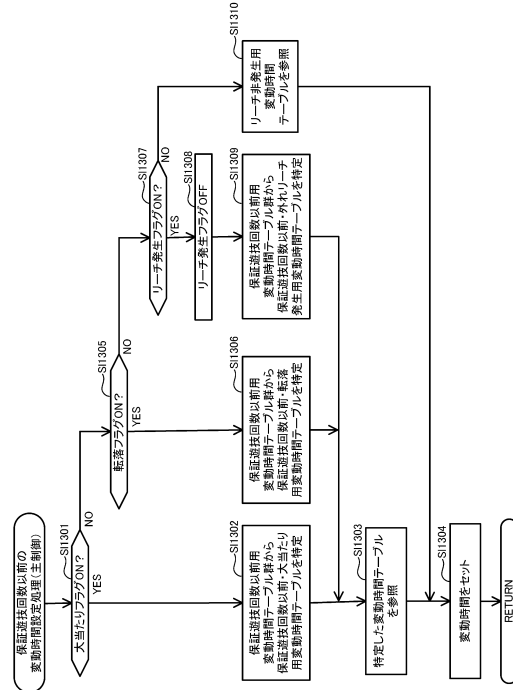 保証遊技回数以前の
変動時間設定処理(主制御)
SI1301
大当たりフラグON?
YES
NO
SI1302
保証遊技回数以前用
変動時間テーブル群から
保証遊技回数以前・大当たり
用変動時間テーブルを特定
SI1303
特定した変動時間テーブル
を参照
SI1304
変動時間をセット
RETURN
SI1305
転落フラグON?
YES
NO
SI1306
保証遊技回数以前用
変動時間テーブル群から
保証遊技回数以前・転落
用変動時間テーブルを特定
SI1307
リーチ発生フラグON?
YES
NO
SI1308
リーチ発生フラグOFF
SI1309
保証遊技回数以前用
変動時間テーブル群から
保証遊技回数以前・外れリーチ
発生用変動時間テーブルを特定
SI1310
リーチ非発生用
変動時間
テーブルを参照